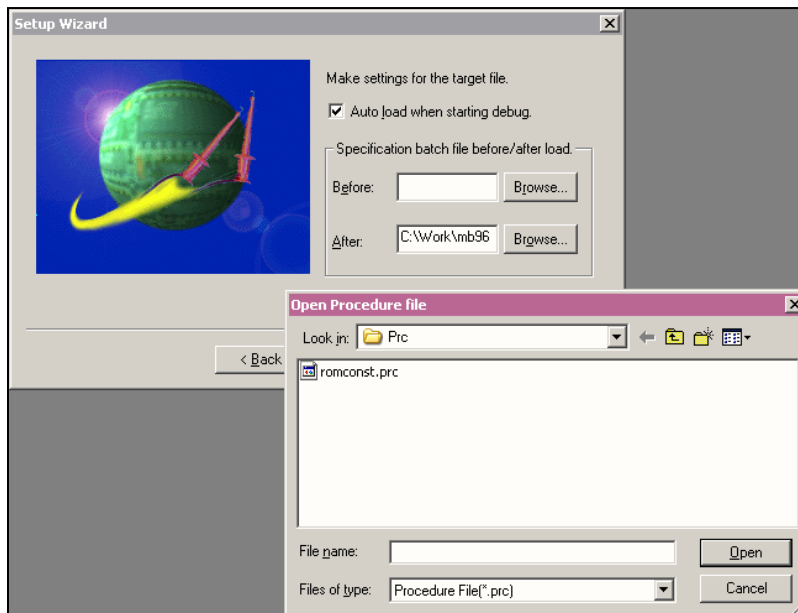 Setup Wizard
Make settings for the target file.
Auto load when starting debug.
Specification batch file before/after load.
Before:
Browse...
After:
C:\Work\mb96
Browse...
< Back
Open Procedure file
Look in:
Prc
romconst.prc
File name:
Open
Files of type:
Procedure File(*.prc)
Cancel